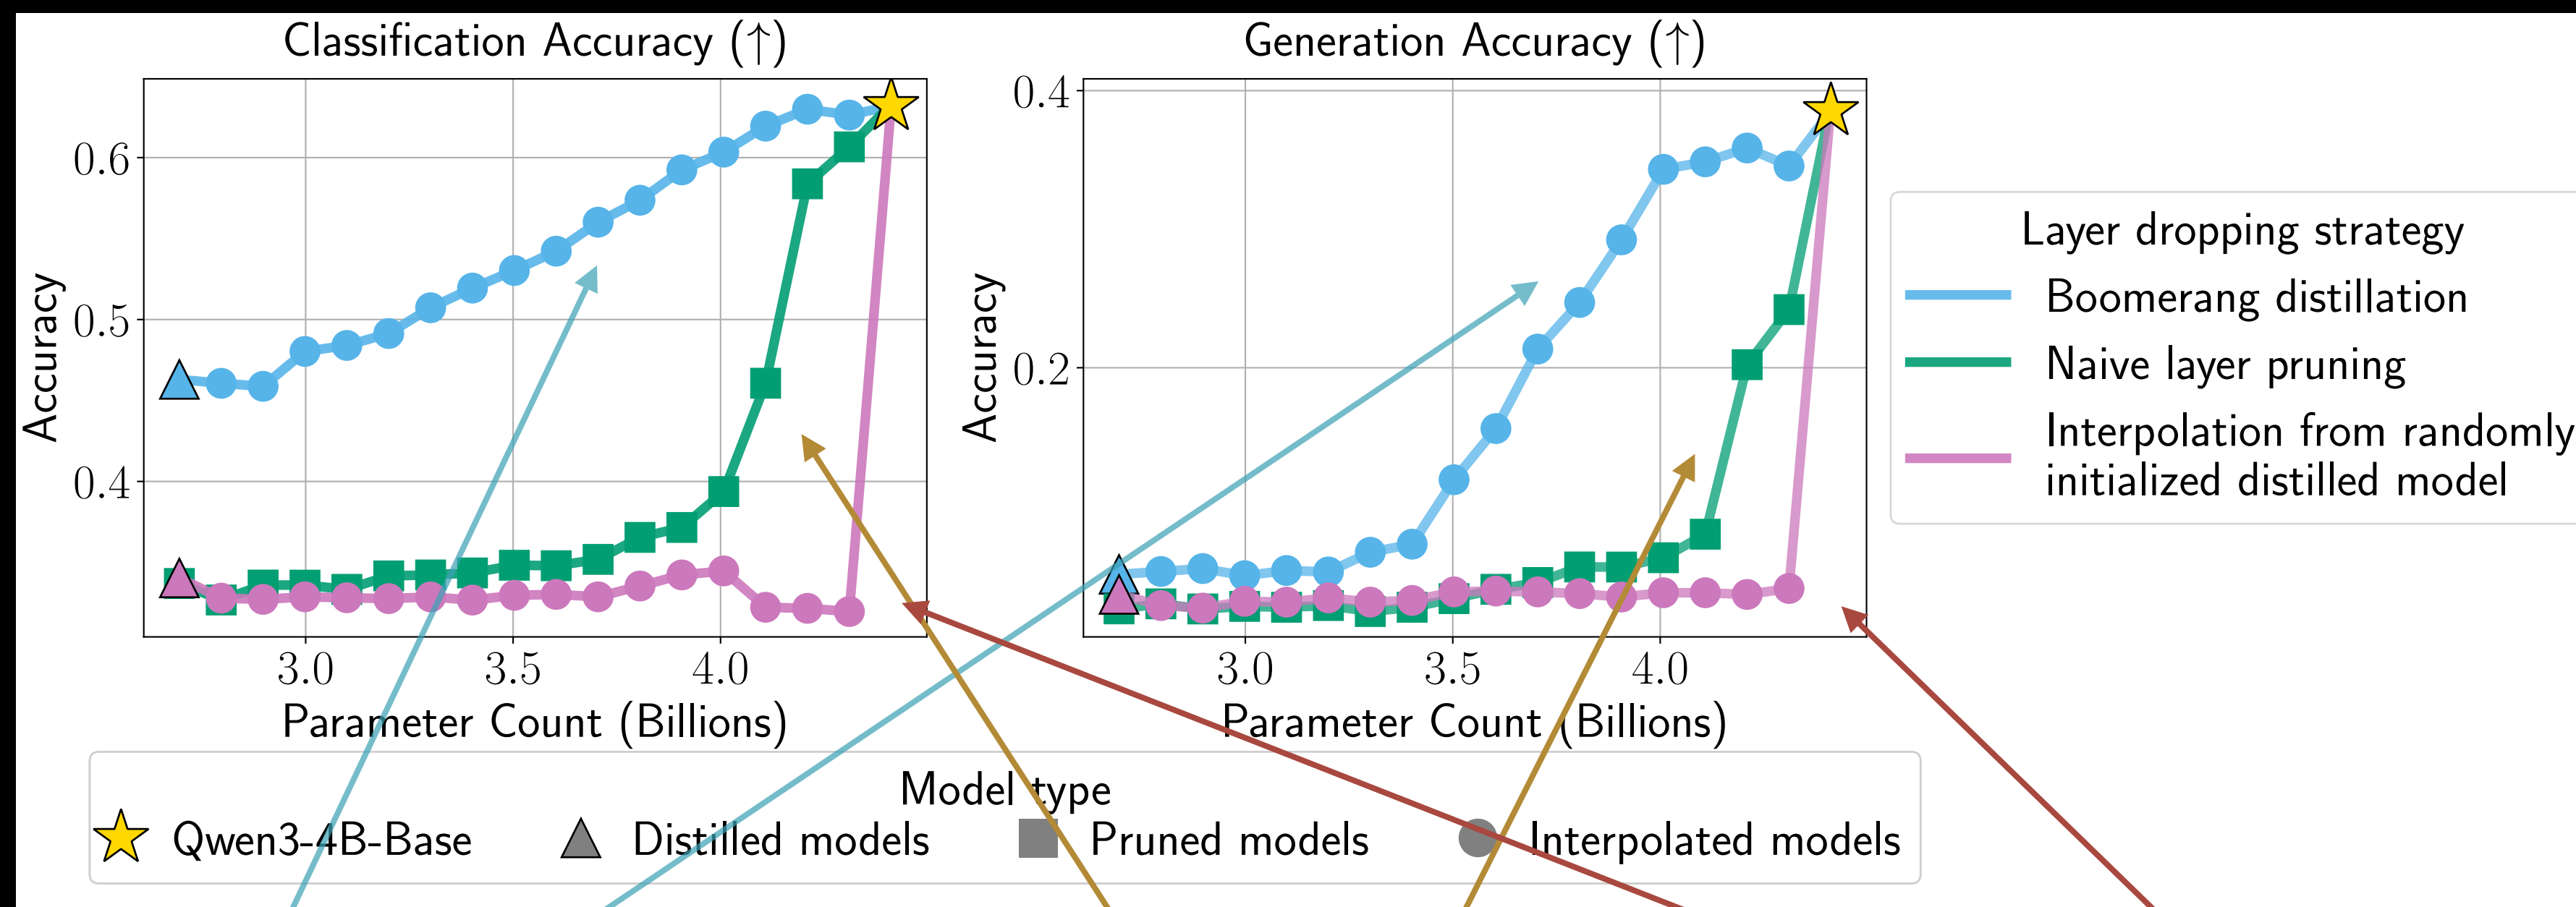 Classification Accuracy (↑)
Accuracy
0.6
0.5
0.4
3.0 3.5 4.0
Parameter Count (Billions)
Generation Accuracy (↑)
Accuracy
0.4
0.2
3.0 3.5 4.0
Parameter Count (Billions)
Layer dropping strategy
Boomerang distillation
Naive layer pruning
Interpolation from randomly
initialized distilled model
Model type
Qwen3-4B-Base Distilled models Pruned models Interpolated models